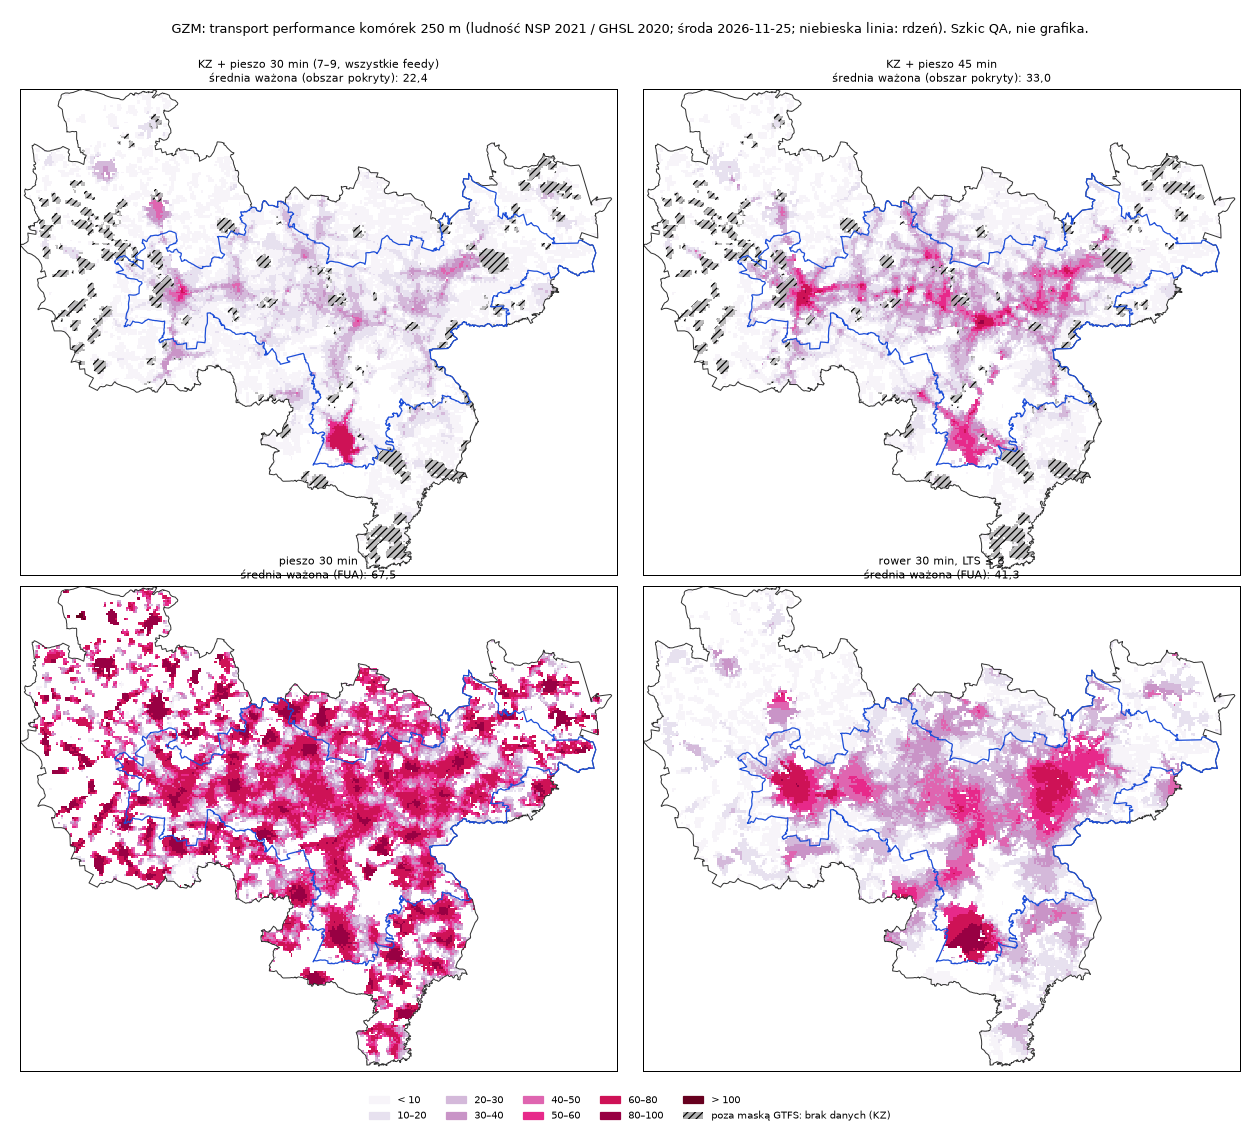 GZM: transport performance komórek 250 m (ludność NSP 2021 / GHSL 2020; środa 2026-11-25; niebieska linia: rdzeń). Szkic QA, nie grafika.
KZ + pieszo 30 min (7–9, wszystkie feedy)
średnia ważona (obszar pokryty): 22,4
KZ + pieszo 45 min
średnia ważona (obszar pokryty): 33,0
pieszo 30 min
średnia ważona (FUA): 67,5
rower 30 min, LTS
średnia ważona (FUA): 41,3
< 10
10–20
20–30
30–40
40–50
50–60
60–80
80–100
> 100
poza maską GTFS: brak danych (KZ)